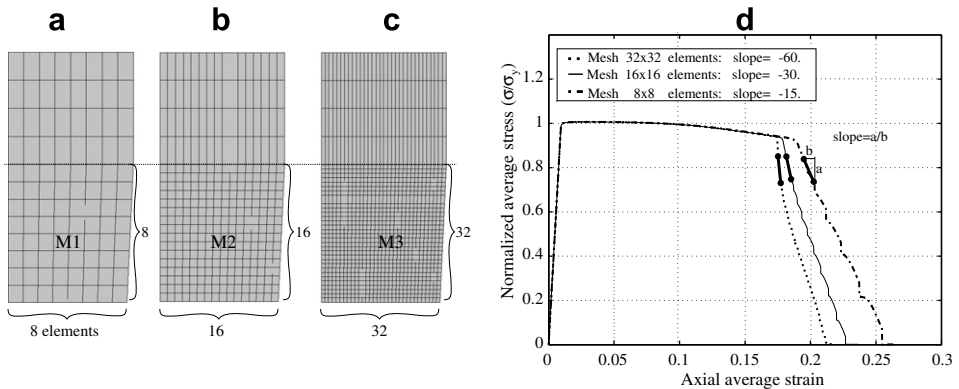 a
b
c
d
M1
8
8 elements
M2
16
16
M3
32
32
Mesh 32x32 elements: slope= -60.
Mesh 16x16 elements: slope= -30.
Mesh 8x8 elements: slope= -15.
slope=a/b
b
a
Normalized average stress (σ/σy)
1.2
1
0.8
0.6
0.4
0.2
0
0
0.05
0.1
0.15
0.2
0.25
0.3
Axial average strain